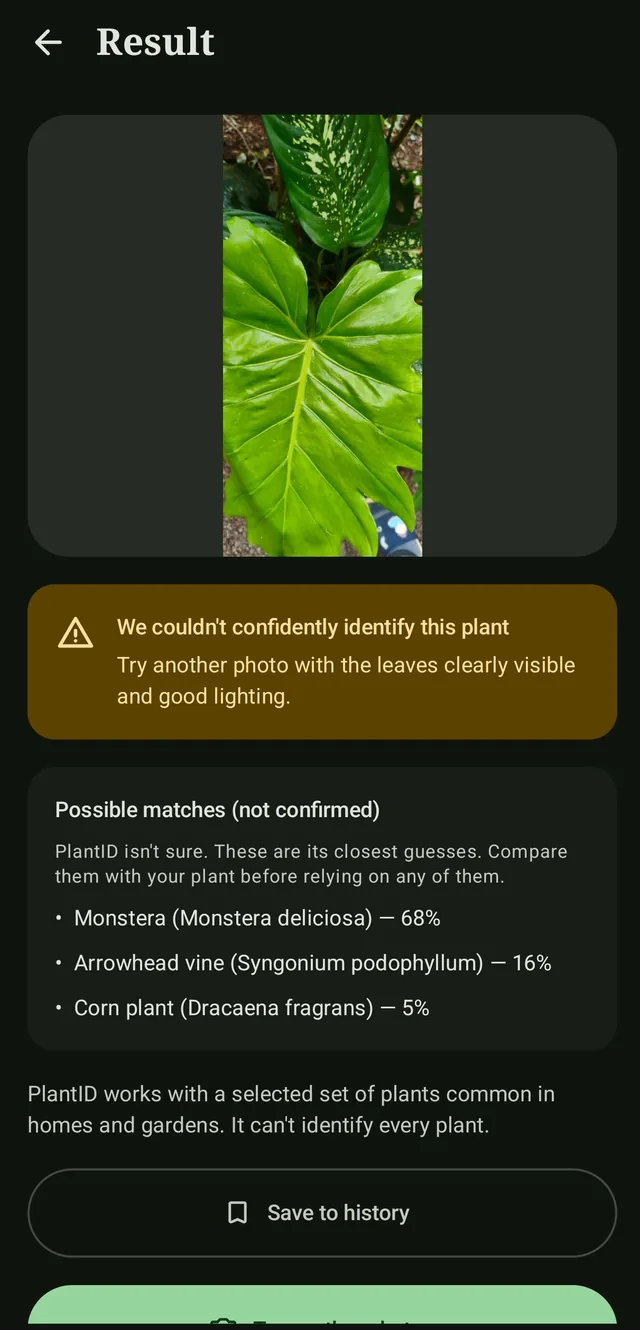 Result
We couldn't confidently identify this plant
Try another photo with the leaves clearly visible
and good lighting.
Possible matches (not confirmed)
PlantID isn't sure. These are its closest guesses. Compare
them with your plant before relying on any of them.
• Monstera (Monstera deliciosa) — 68%
• Arrowhead vine (Syngonium podophyllum) — 16%
• Corn plant (Dracaena fragrans) — 5%
PlantID works with a selected set of plants common in
homes and gardens. It can't identify every plant.
Save to history